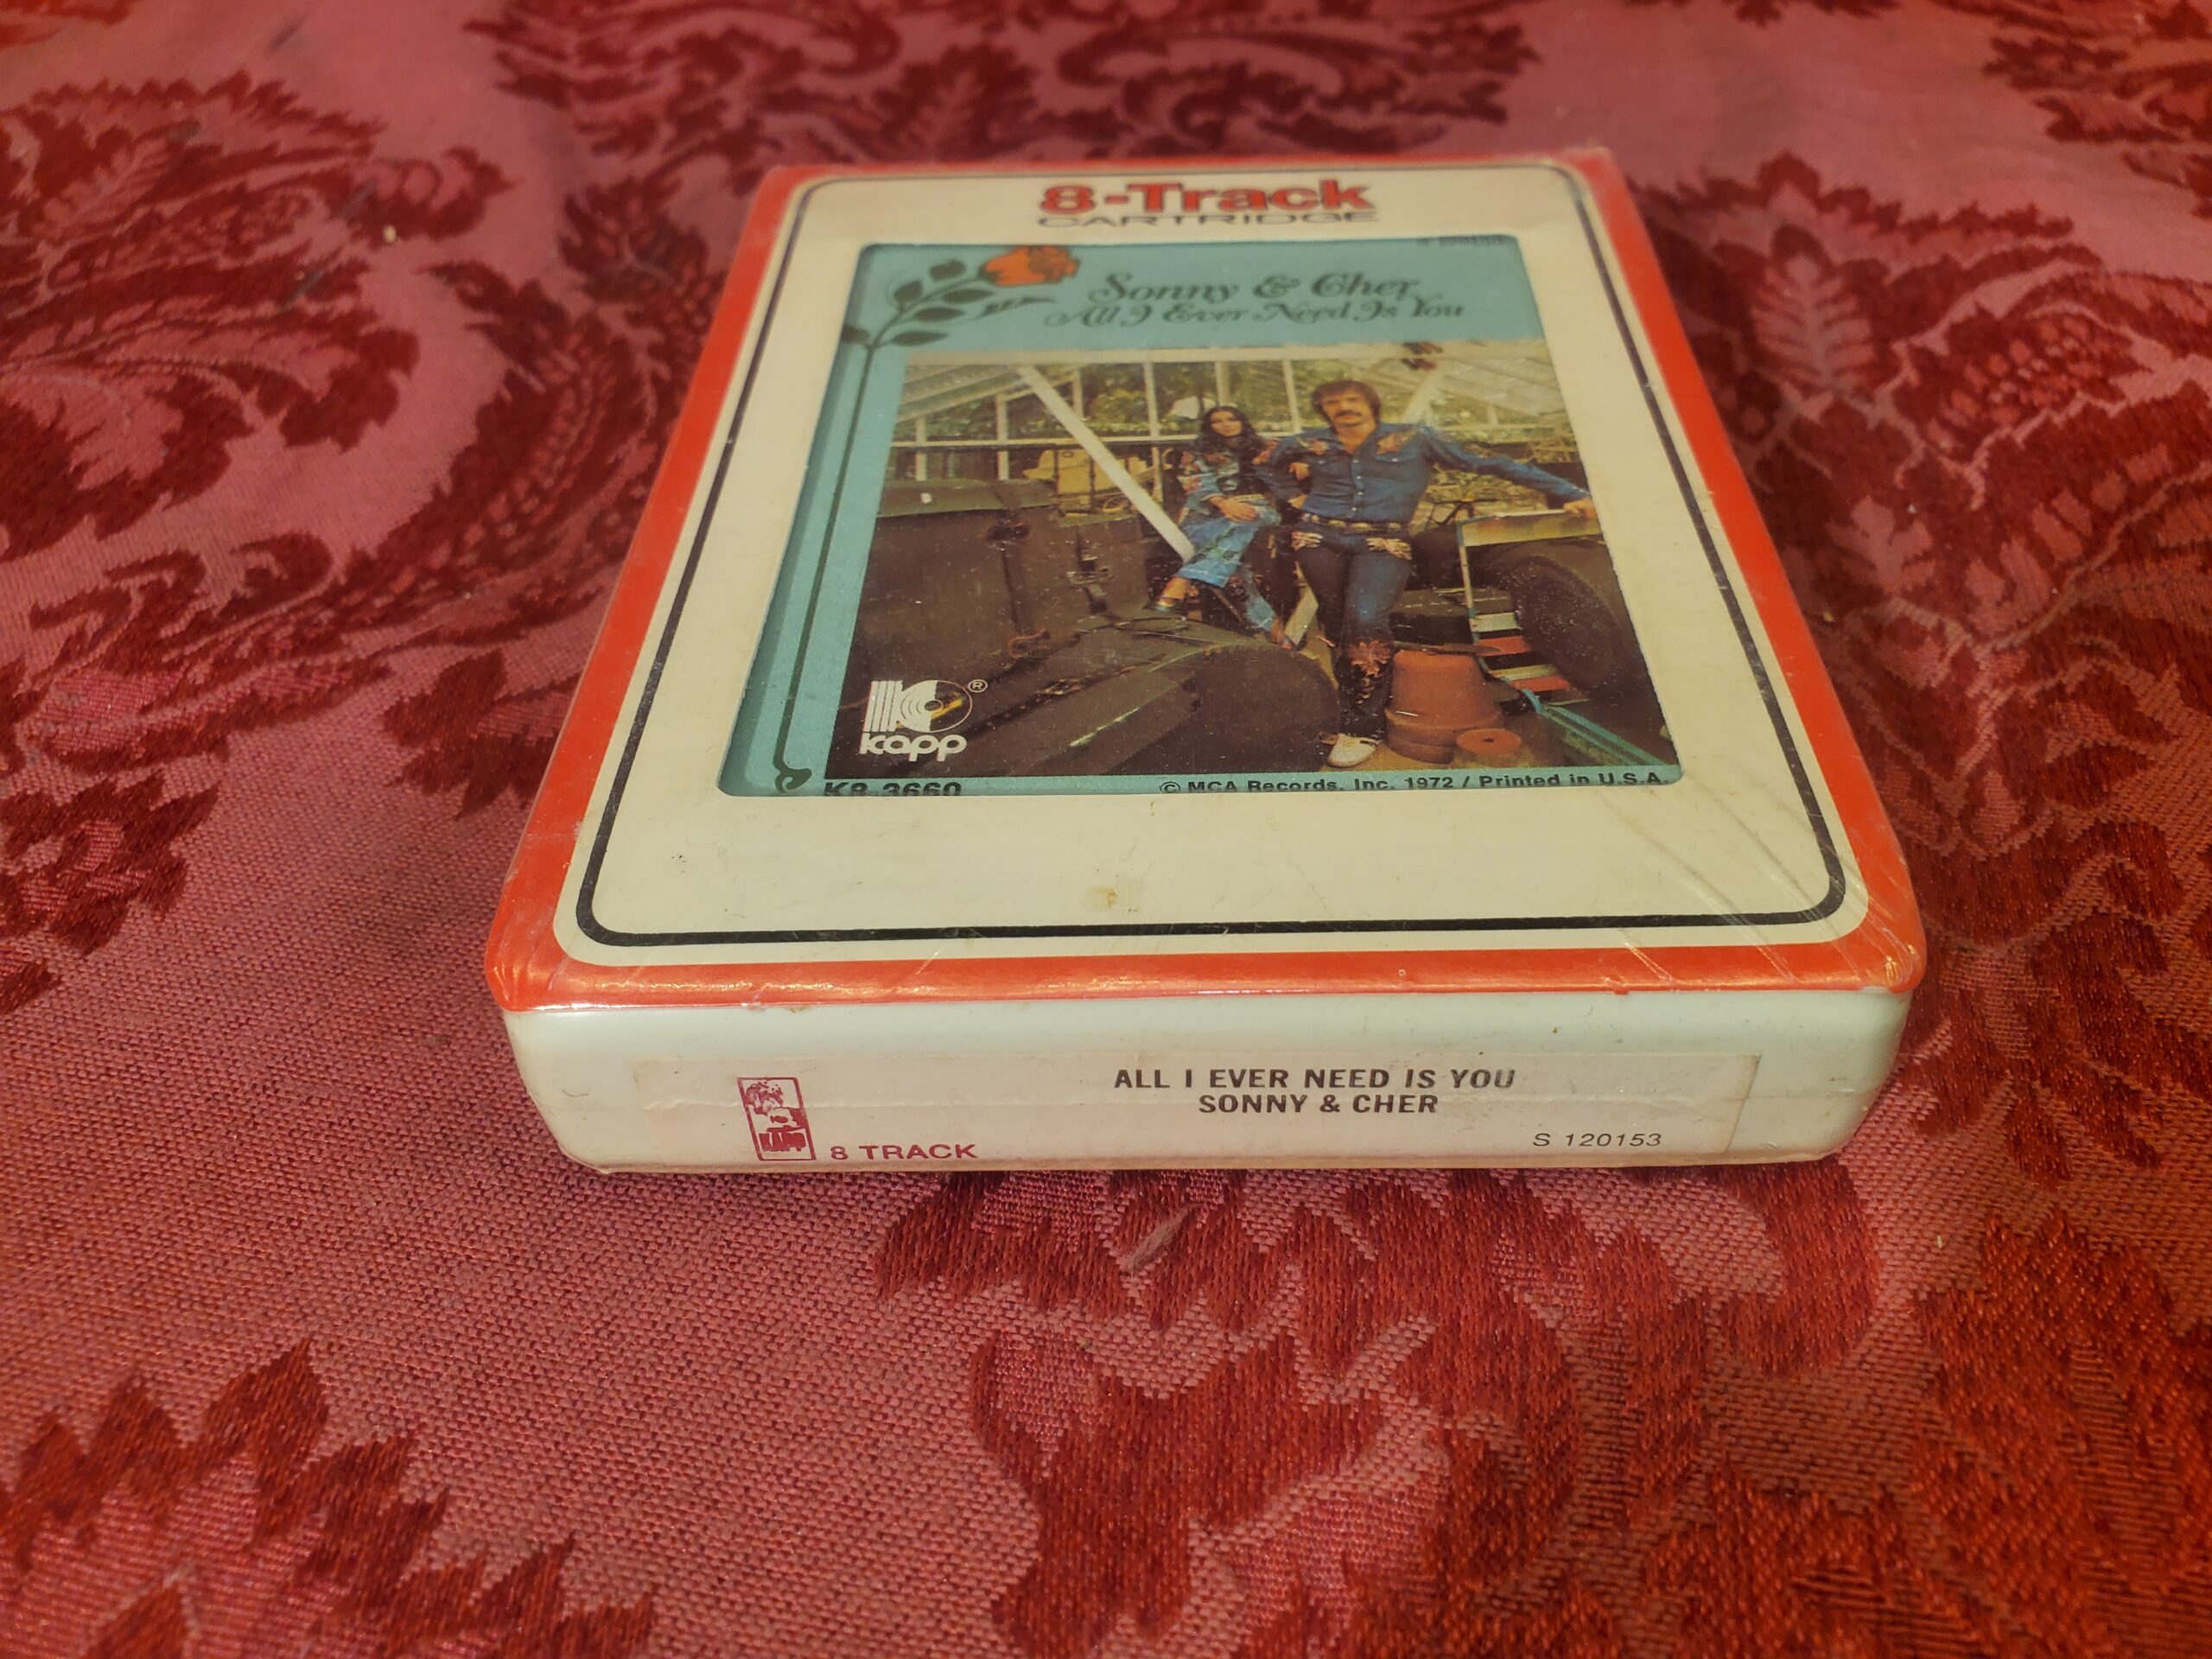 8-Track
CARTRIDGE
Sonny & Cher
All I Ever Need Is You
®
kapp
K8-3660
© MCA Records, Inc. 1972 / Printed in U.S.A.
ALL I EVER NEED IS YOU
SONNY & CHER
KAPP
8 TRACK
S 120153